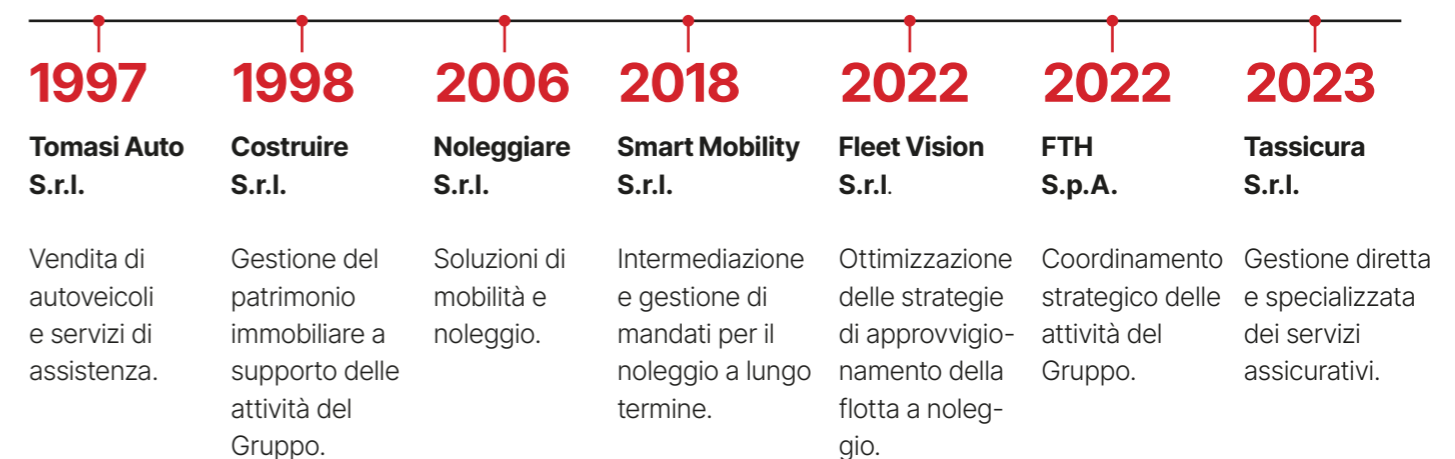 1997
Tomasi Auto
S.r.l.
Vendita di
autoveicoli
e servizi di
assistenza.
1998
Costruire
S.r.l.
Gestione del
patrimonio
immobiliare a
supporto delle
attività del
Gruppo.
2006
Noleggiare
S.r.l.
Soluzioni di
mobilità e
noleggio.
2018
Smart Mobility
S.r.l.
Intermediazione
e gestione di
mandati per il
noleggio a lungo
termine.
2022
Fleet Vision
S.r.l.
Ottimizzazione
delle strategie
di approvvigio-
namento della
flotta a noleg-
gio.
2022
FTH
S.p.A.
Coordinamento
strategico delle
attività del
Gruppo.
2023
Tassicura
S.r.l.
Gestione diretta
e specializzata
dei servizi
assicurativi.